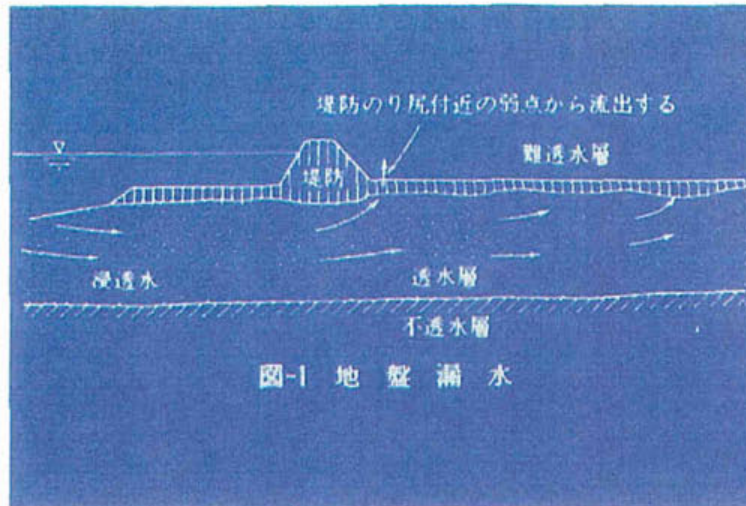 堤防のり尻付近の弱点から流出する
難透水層
堤防
浸透水
透水層
不透水層
図-1 地盤漏水